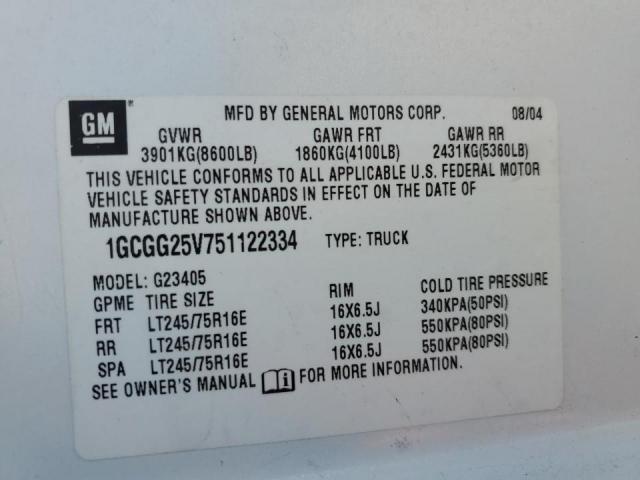 GM
MFD BY GENERAL MOTORS CORP. 08/04
GVWR GAWR FRT GAWR RR
3901KG(8600LB) 1860KG(4100LB) 2431KG(5360LB)
THIS VEHICLE CONFORMS TO ALL APPLICABLE U.S. FEDERAL MOTOR
VEHICLE SAFETY STANDARDS IN EFFECT ON THE DATE OF
MANUFACTURE SHOWN ABOVE.
1GCGG25V751122334 TYPE: TRUCK
MODEL: G23405
GPME TIRE SIZE RIM COLD TIRE PRESSURE
FRT LT245/75R16E 16X6.5J 340KPA(50PSI)
RR LT245/75R16E 16X6.5J 550KPA(80PSI)
SPA LT245/75R16E 16X6.5J 550KPA(80PSI)
SEE OWNER'S MANUAL FOR MORE INFORMATION.